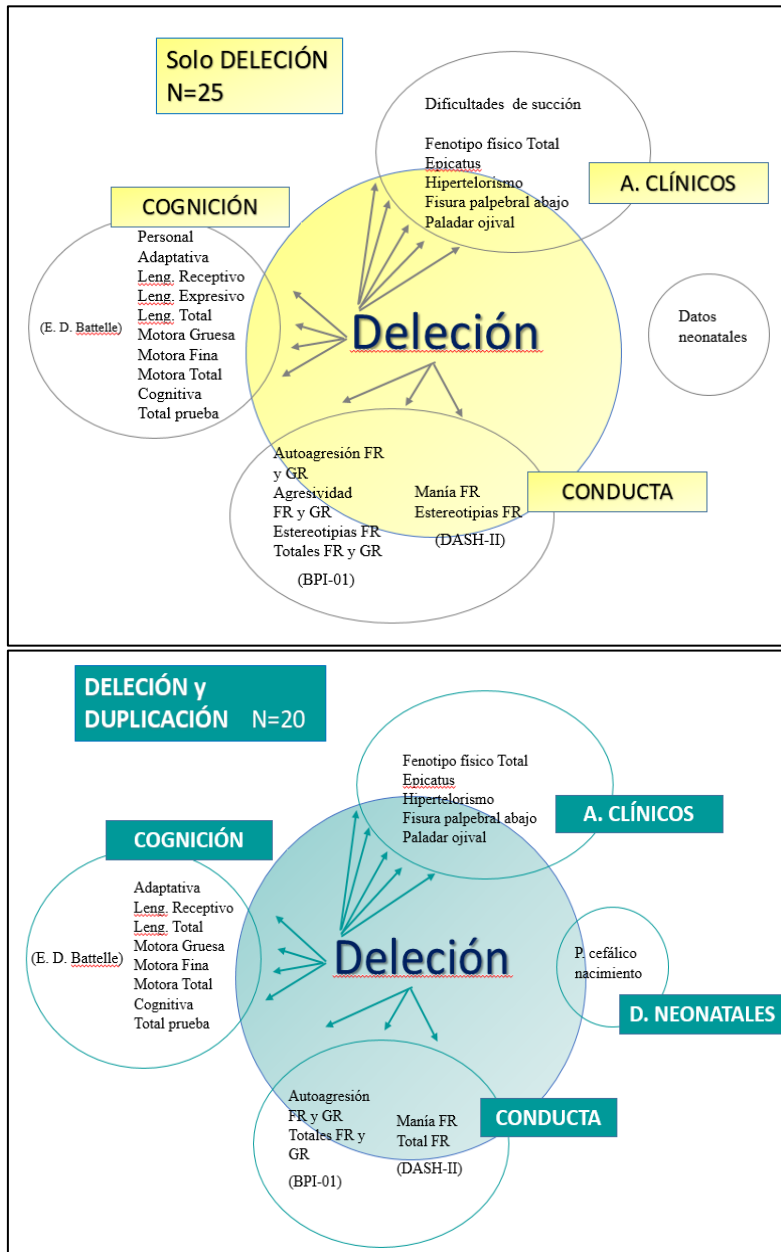 Solo DELECIÓN
N=25
Dificultades de succión
Fenotipo físico Total
Epicatus
Hipertelorismo
Fisura palpebral abajo
Paladar ojival
A. CLÍNICOS
COGNICIÓN
Personal
Adaptativa
Leng. Receptivo
Leng. Expresivo
Leng. Total
Motora Gruesa
Motora Fina
Motora Total
Cognitiva
Total prueba
(E. D. Battelle)
Deleción
Datos
neonatales
Autoagresión FR
y GR
Agresividad
FR y GR
Estereotipias FR
Totales FR y GR
(BPI-01)
Manía FR
Estereotipias FR
(DASH-II)
CONDUCTA
DELECIÓN y
DUPLICACIÓN N=20
Fenotipo físico Total
Epicatus
Hipertelorismo
Fisura palpebral abajo
Paladar ojival
A. CLÍNICOS
COGNICIÓN
Adaptativa
Leng. Receptivo
Leng. Total
Motora Gruesa
Motora Fina
Motora Total
Cognitiva
Total prueba
(E. D. Battelle)
Deleción
P. cefálico
nacimiento
D. NEONATALES
Autoagresión
FR y GR
Totales FR y
GR
(BPI-01)
Manía FR
Total FR
(DASH-II)
CONDUCTA